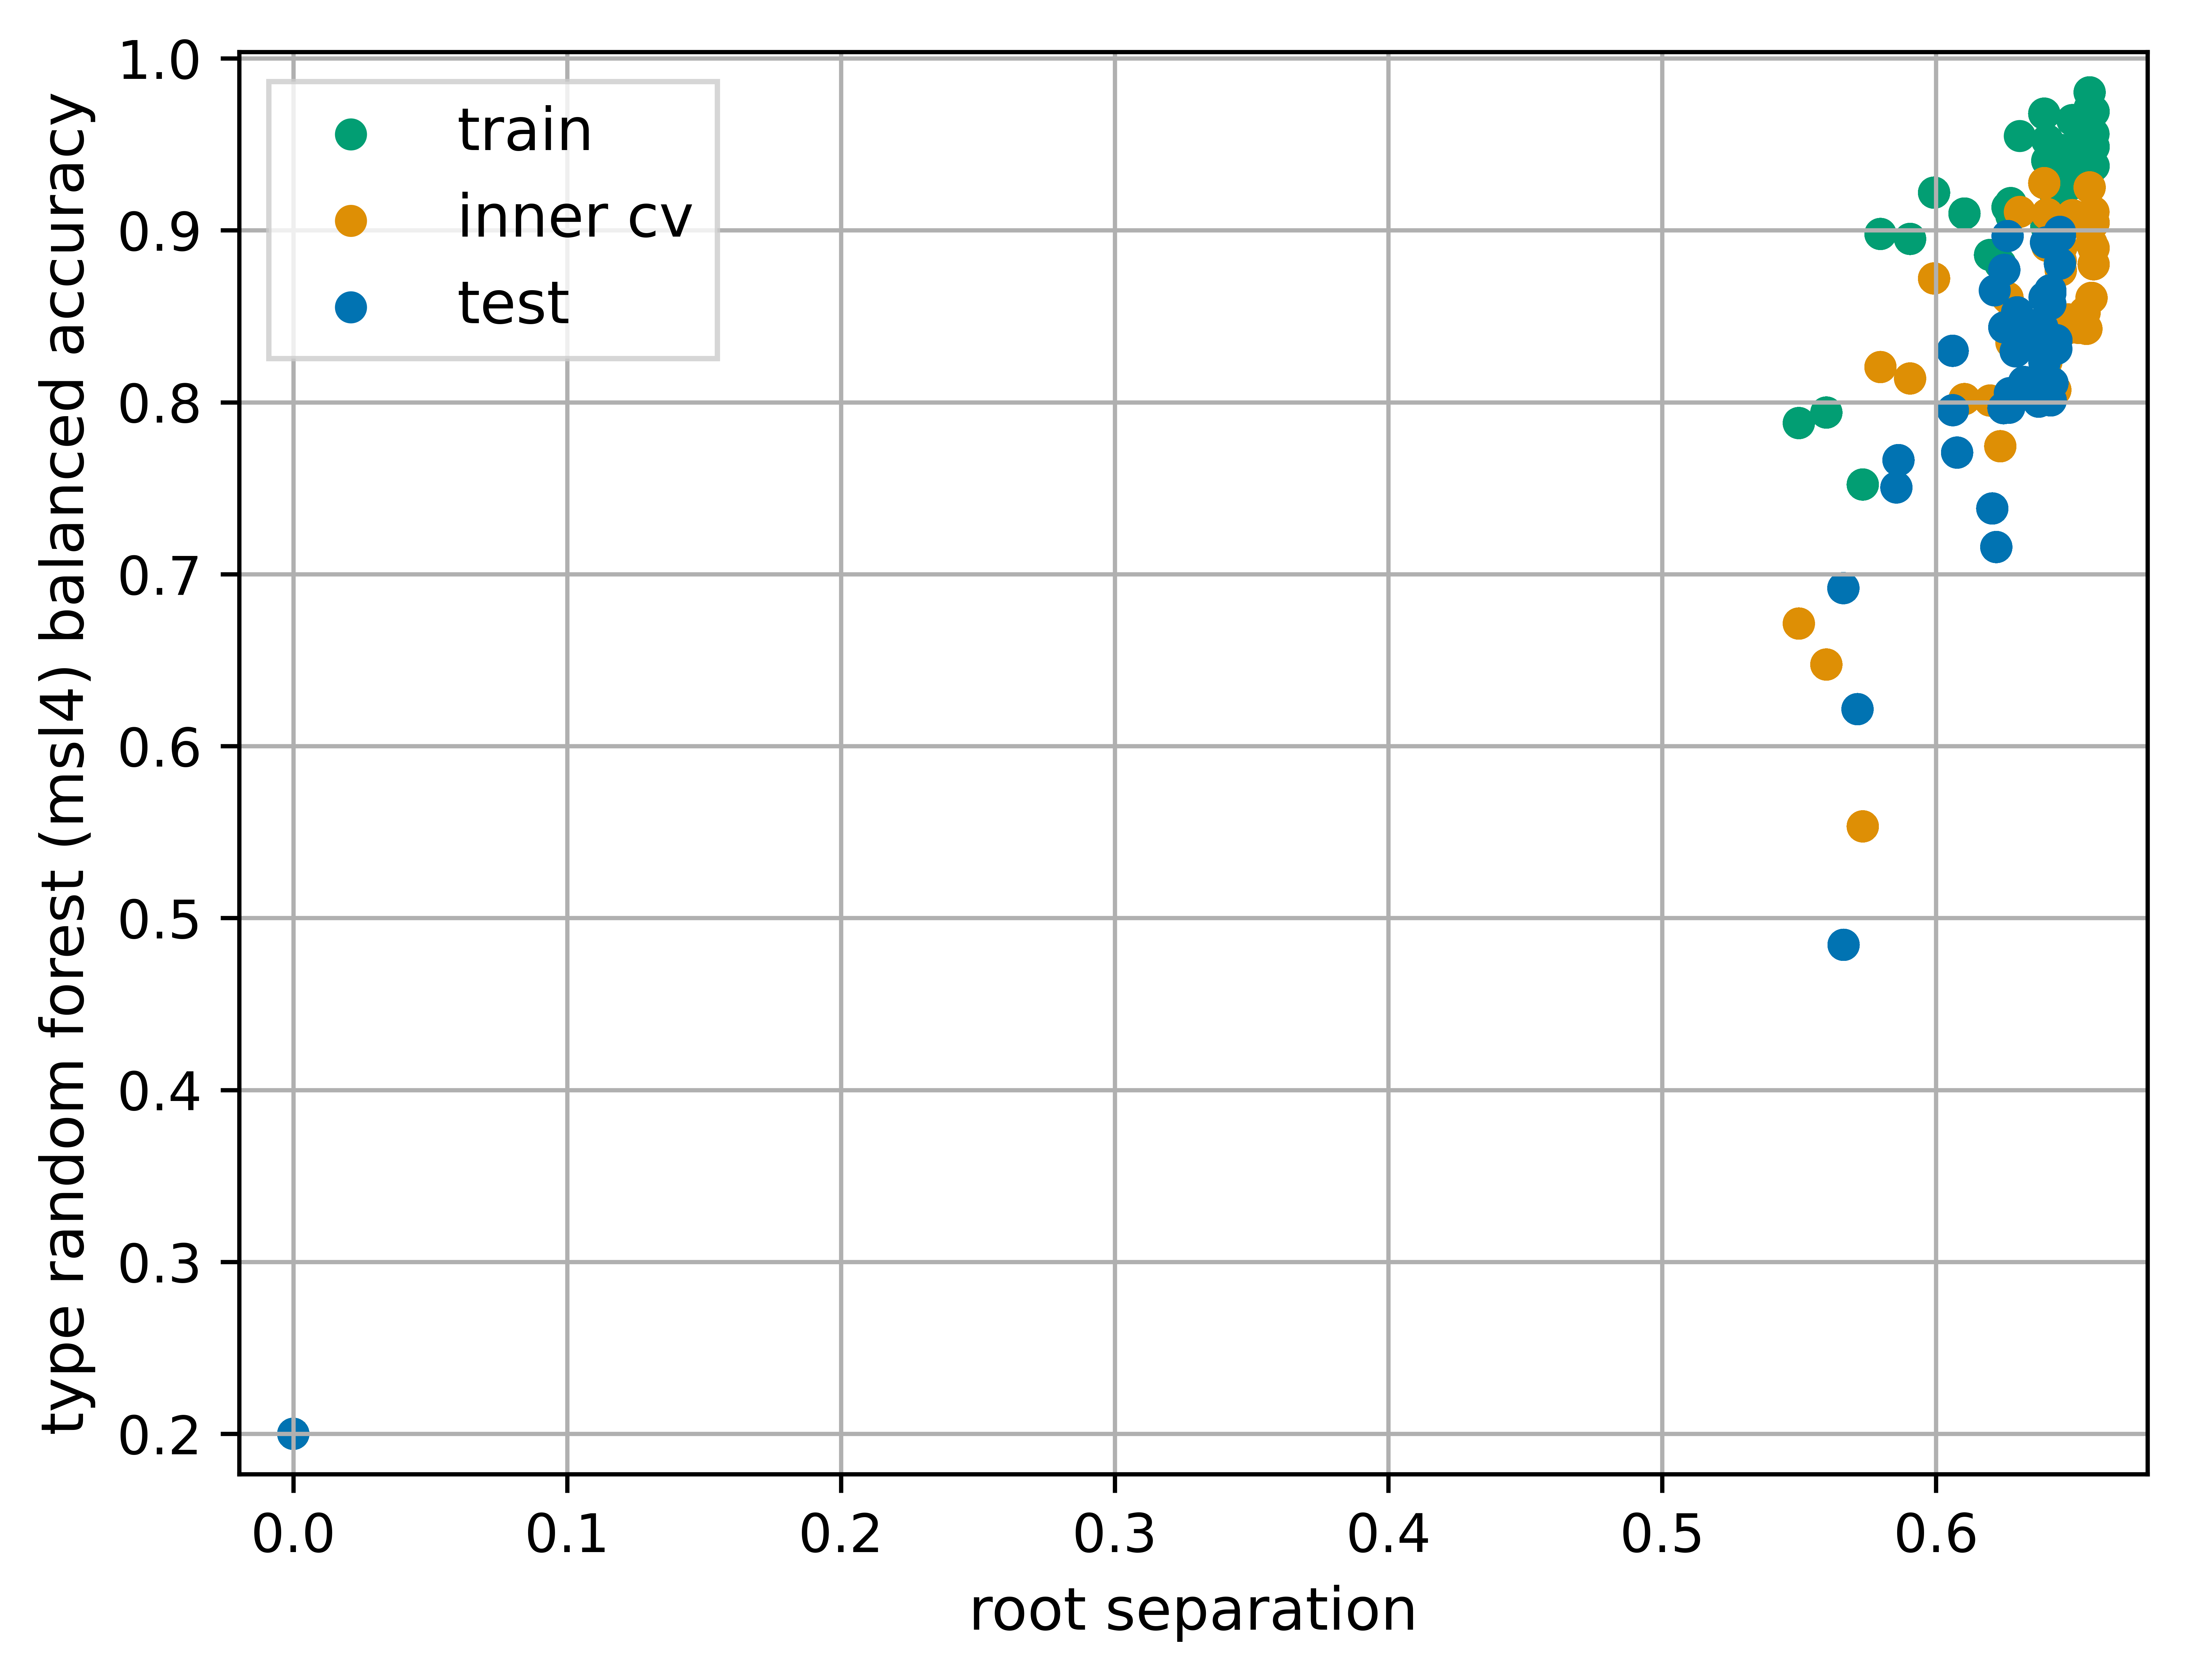 type random forest (msl4) balanced accuracy
1.0
0.9
0.8
0.7
0.6
0.5
0.4
0.3
0.2
train
inner cv
test
0.0 0.1 0.2 0.3 0.4 0.5 0.6
root separation